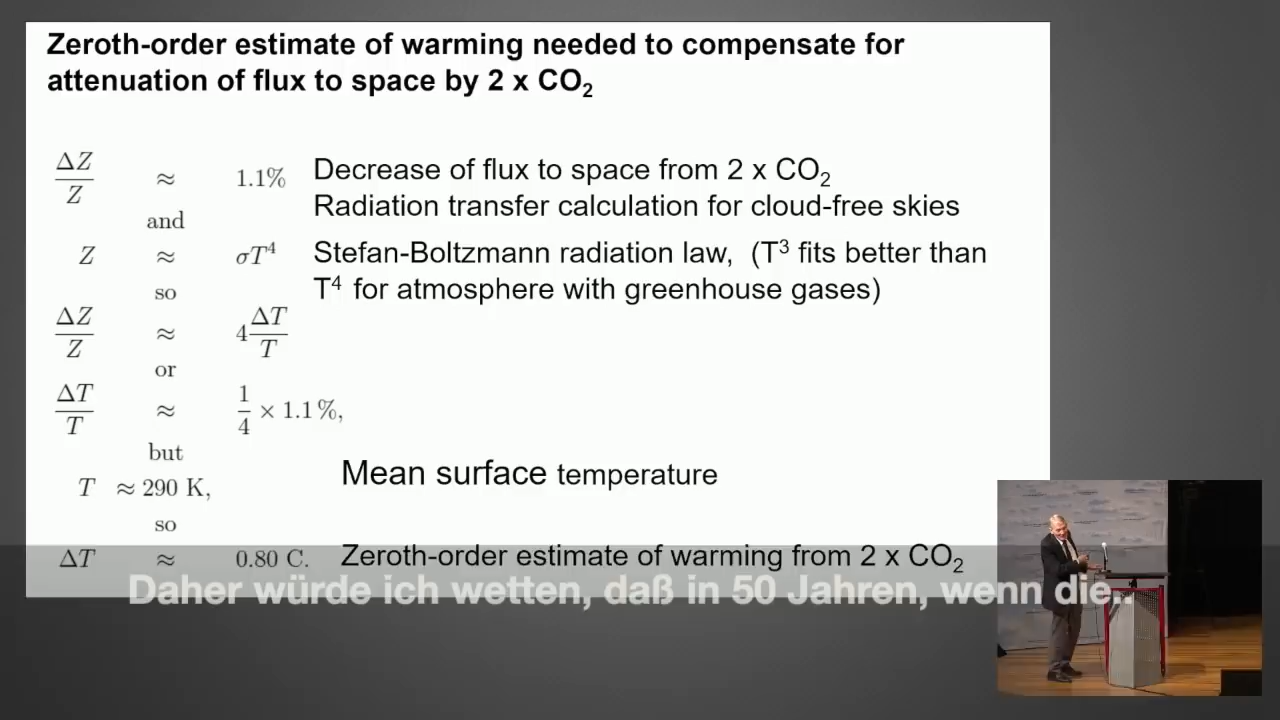 Zeroth-order estimate of warming needed to compensate for
attenuation of flux to space by 2 x CO₂
ΔZ/Z ≈ 1.1% Decrease of flux to space from 2 x CO₂
Radiation transfer calculation for cloud-free skies
and
Z ≈ σT⁴ Stefan-Boltzmann radiation law, (T³ fits better than
T⁴ for atmosphere with greenhouse gases)
so
ΔZ/Z ≈ 4 ΔT/T
or
ΔT/T ≈ 1/4 × 1.1 %,
but
T ≈ 290 K, Mean surface temperature
so
ΔT ≈ 0.80 C. Zeroth-order estimate of warming from 2 x CO₂
Daher würde ich wetten, daß in 50 Jahren, wenn die..